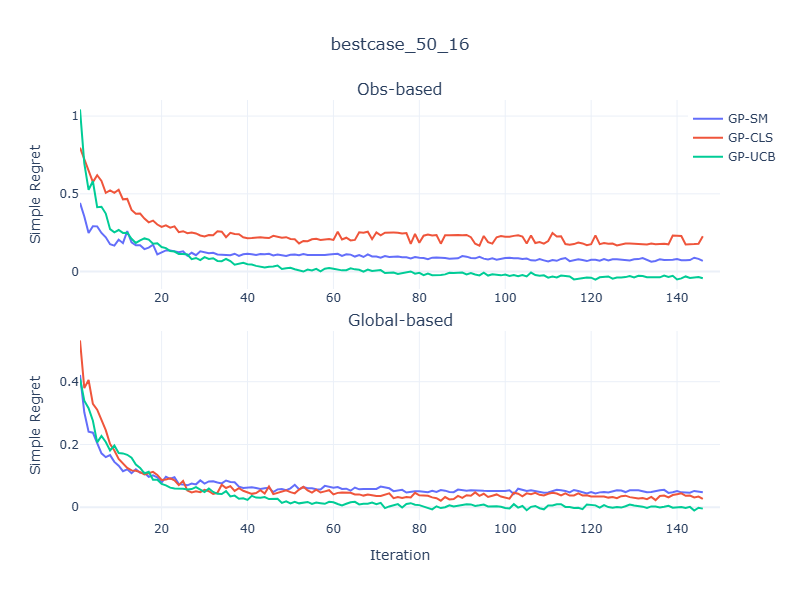 bestcase_50_16
Obs-based
1
0.5
0
Simple Regret
20 40 60 80 100 120 140
GP-SM
GP-CLS
GP-UCB
Global-based
0.4
0.2
0
Simple Regret
20 40 60 80 100 120 140
Iteration